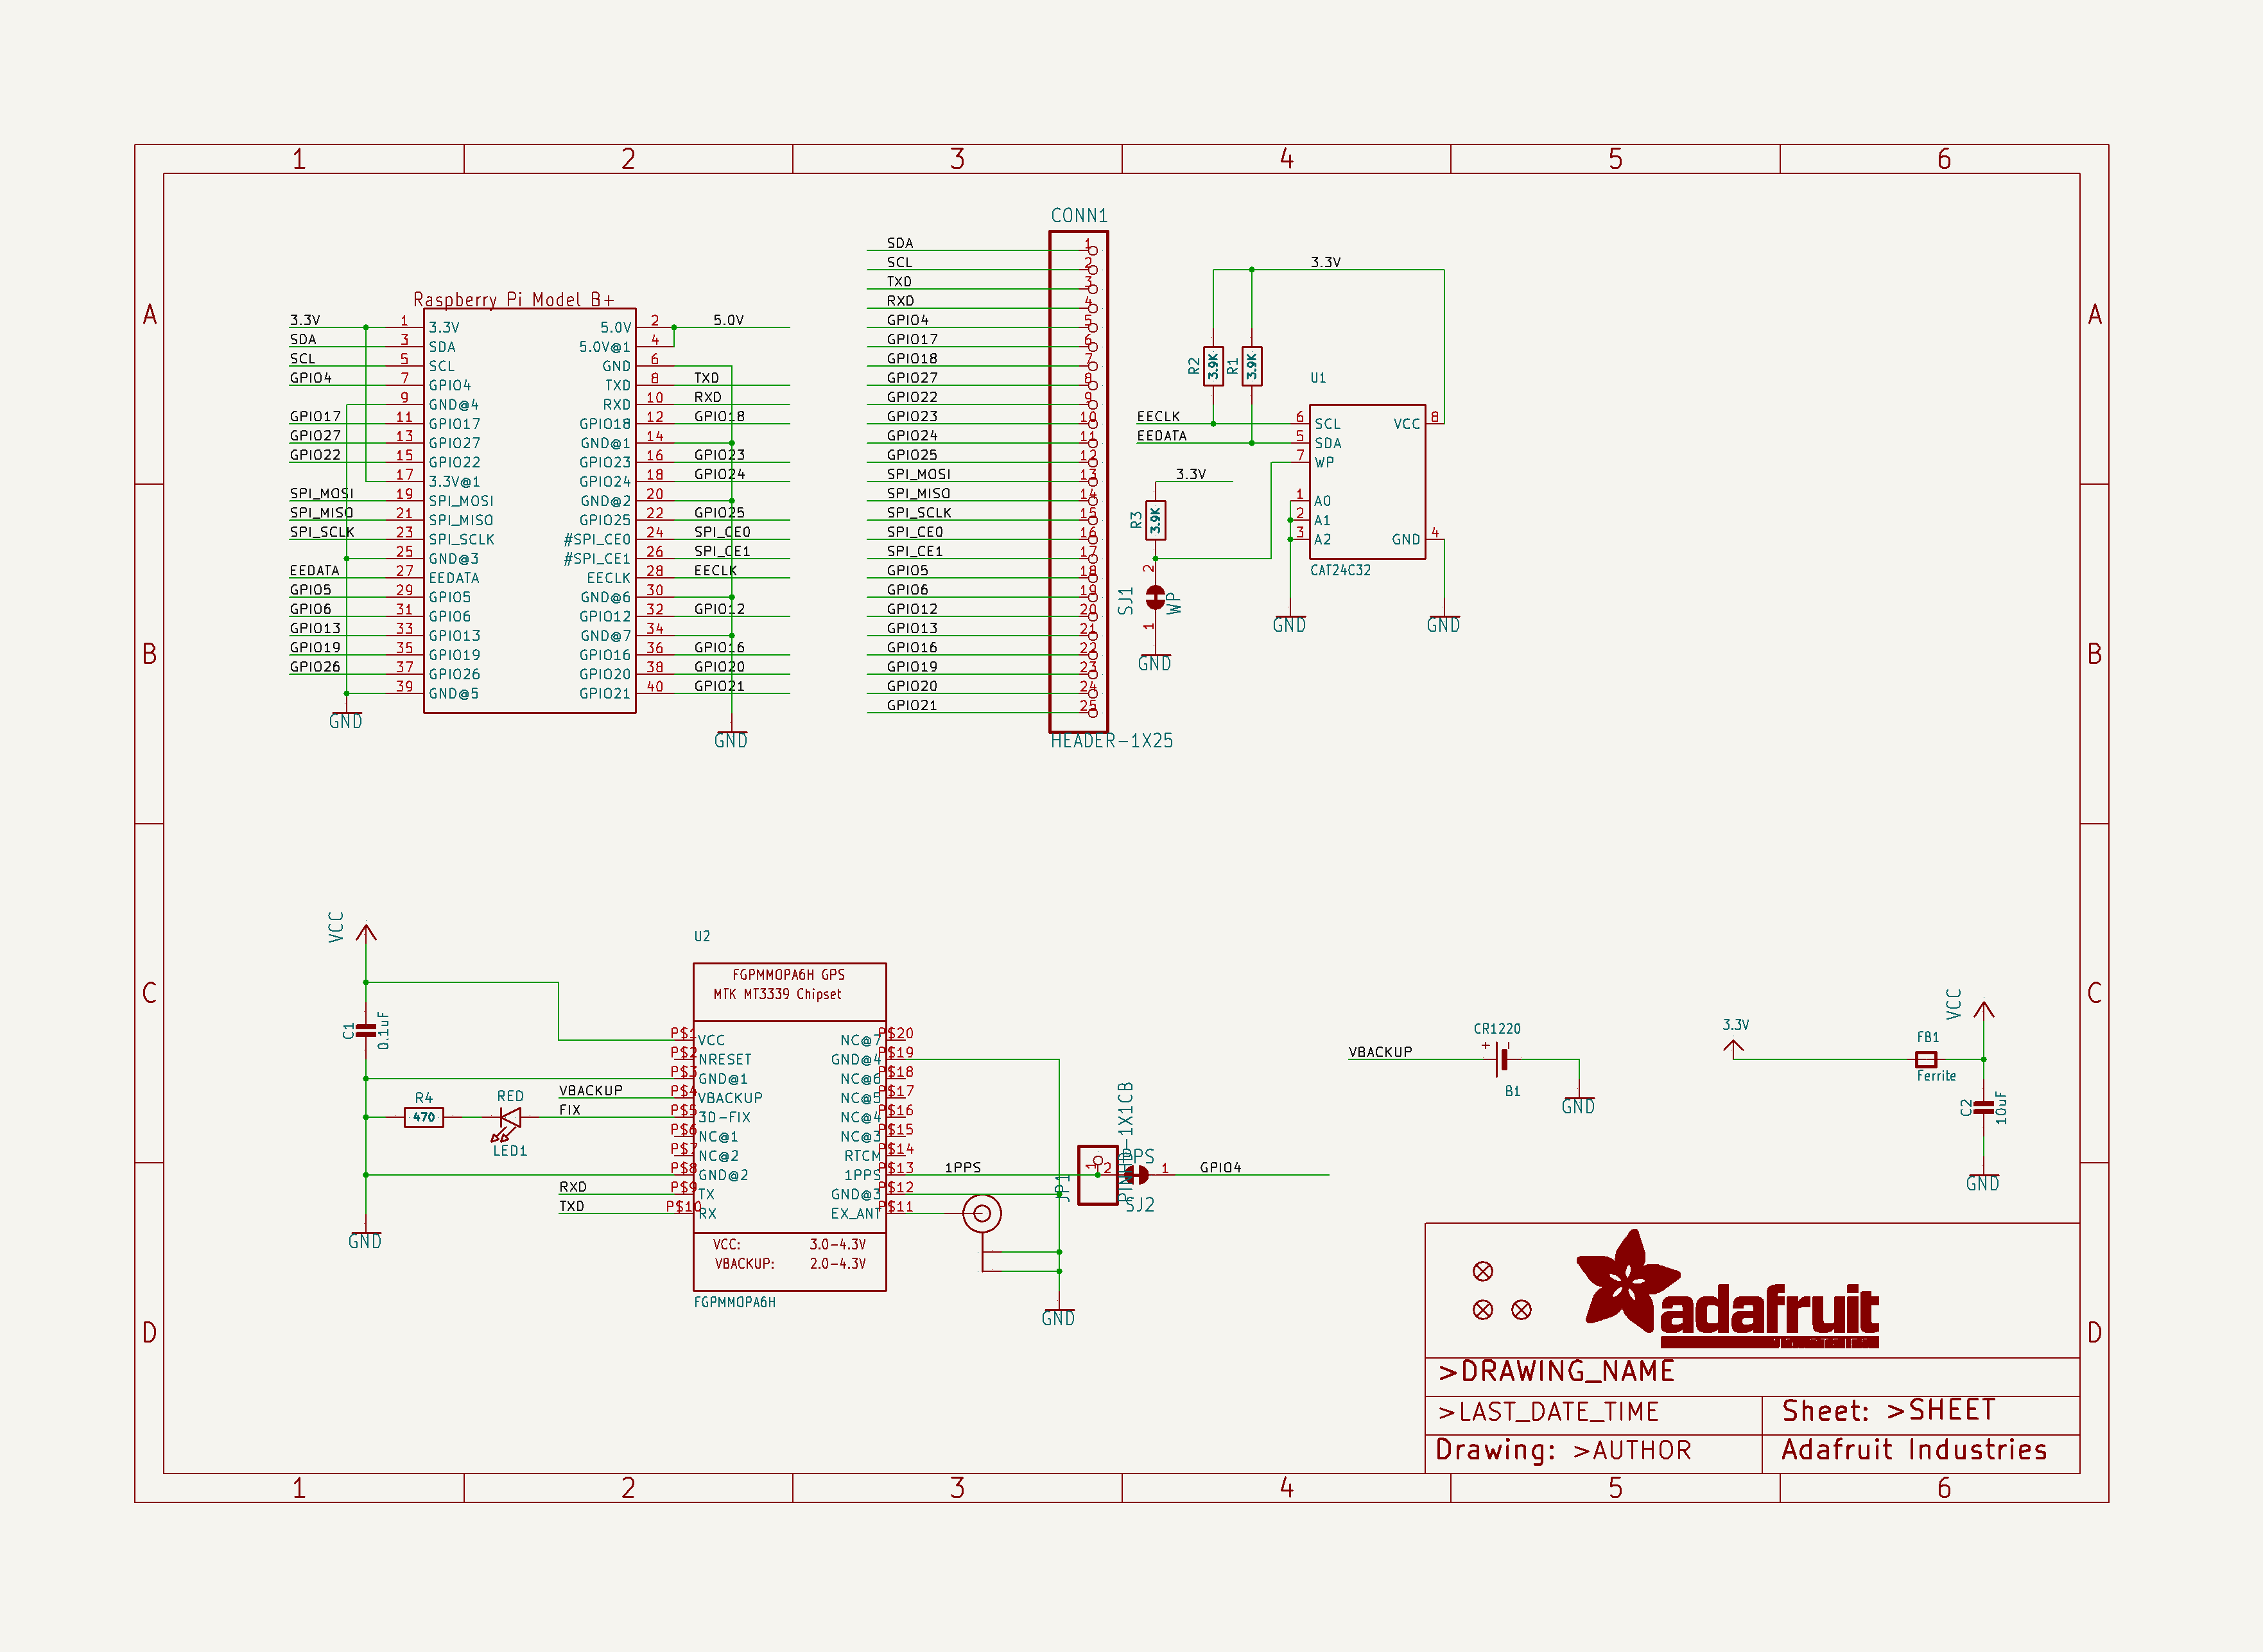 1 2 3 4 5 6
A
B
C
D
A
B
C
D
Raspberry Pi Model B+
3.3V 1 3.3V
SDA 3 SDA
SCL 5 SCL
GPIO4 7 GPIO4
9 GND@4
GPIO17 11 GPIO17
GPIO27 13 GPIO27
GPIO22 15 GPIO22
17 3.3V@1
SPI_MOSI 19 SPI_MOSI
SPI_MISO 21 SPI_MISO
SPI_SCLK 23 SPI_SCLK
25 GND@3
EEDATA 27 EEDATA
GPIO5 29 GPIO5
GPIO6 31 GPIO6
GPIO13 33 GPIO13
GPIO19 35 GPIO19
GPIO26 37 GPIO26
39 GND@5
GND
5.0V 2 5.0V
5.0V@1 4
GND 6
TXD 8 TXD
RXD 10 RXD
GPIO18 12 GPIO18
GND@1 14
GPIO23 16 GPIO23
GPIO24 18 GPIO24
GND@2 20
GPIO25 22 GPIO25
#SPI_CE0 24 SPI_CE0
#SPI_CE1 26 SPI_CE1
EECLK 28 EECLK
GND@6 30
GPIO12 32 GPIO12
GND@7 34
GPIO16 36 GPIO16
GPIO20 38 GPIO20
GPIO21 40 GPIO21
GND
CONN1
SDA 1
SCL 2
TXD 3
RXD 4
GPIO4 5
GPIO17 6
GPIO18 7
GPIO27 8
GPIO22 9
GPIO23 10
GPIO24 11
GPIO25 12
SPI_MOSI 13
SPI_MISO 14
SPI_SCLK 15
SPI_CE0 16
SPI_CE1 17
GPIO5 18
GPIO6 19
GPIO12 20
GPIO13 21
GPIO16 22
GPIO19 23
GPIO20 24
GPIO21 25
HEADER-1X25
3.3V
R2 3.9K
R1 3.9K
U1
EECLK 6 SCL VCC 8
EEDATA 5 SDA
7 WP
1 A0
2 A1
3 A2 GND 4
CAT24C32
GND
GND
3.3V
R3 3.9K
2
SJ1 WP
1
GND
VCC
C1 0.1uF
R4 470
RED
LED1
GND
U2
FGPMMOPA6H GPS
MTK MT3339 Chipset
P$1 VCC
P$2 NRESET
P$3 GND@1
VBACKUP P$4 VBACKUP
FIX P$5 3D-FIX
P$6 NC@1
P$7 NC@2
P$8 GND@2
RXD P$9 TX
TXD P$10 RX
NC@7 P$20
GND@4 P$19
NC@6 P$18
NC@5 P$17
NC@4 P$16
NC@3 P$15
RTCM P$14
1PPS P$13 1PPS
GND@3 P$12
EX_ANT P$11
VCC: 3.0-4.3V
VBACKUP: 2.0-4.3V
FGPMMOPA6H
GND
JP1
1
2 1 GPIO4
PPS
SJ2
VBACKUP
CR1220
+ -
B1
GND
3.3V
FB1
Ferrite
VCC
C2 10uF
GND
adafruit
>DRAWING_NAME
>LAST_DATE_TIME
Sheet: >SHEET
Drawing: >AUTHOR
Adafruit Industries
1 2 3 4 5 6